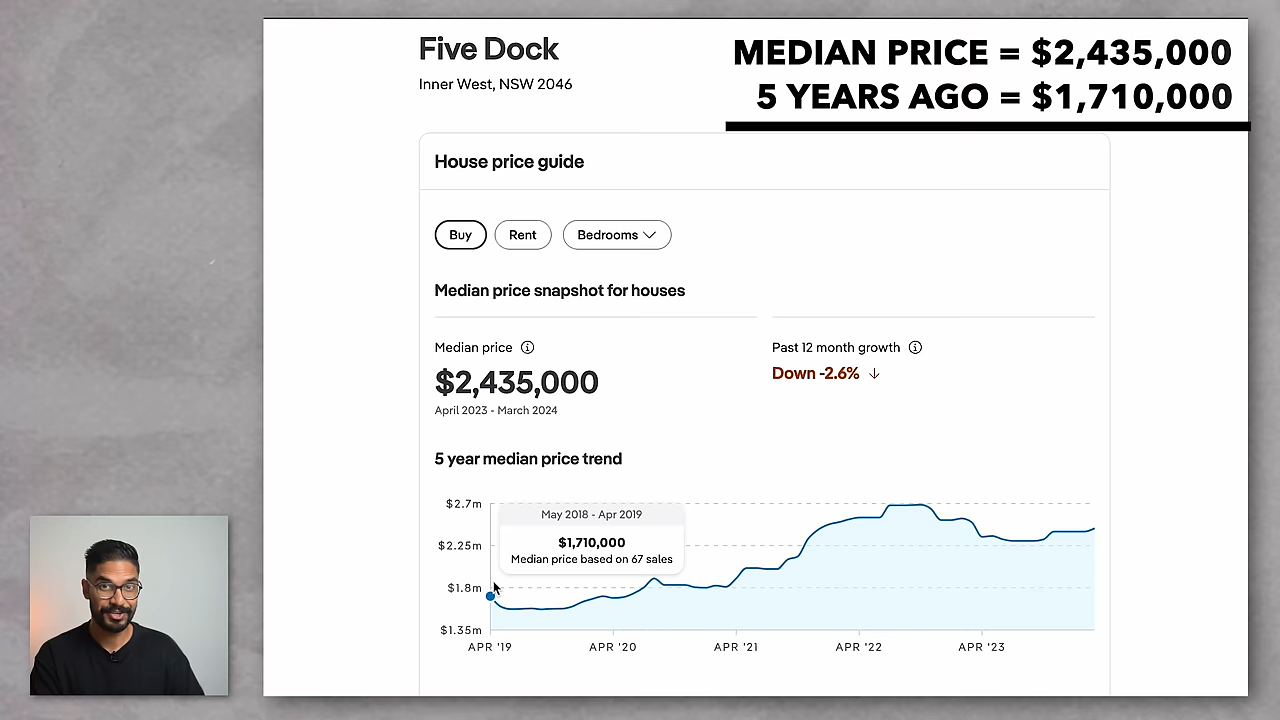 Five Dock
Inner West, NSW 2046
MEDIAN PRICE = $2,435,000
5 YEARS AGO = $1,710,000
House price guide
Buy
Rent
Bedrooms
Median price snapshot for houses
Median price
$2,435,000
April 2023 - March 2024
Past 12 month growth
Down -2.6% ↓
5 year median price trend
$2.7m
$2.25m
$1.8m
$1.35m
May 2018 - Apr 2019
$1,710,000
Median price based on 67 sales
APR '19
APR '20
APR '21
APR '22
APR '23